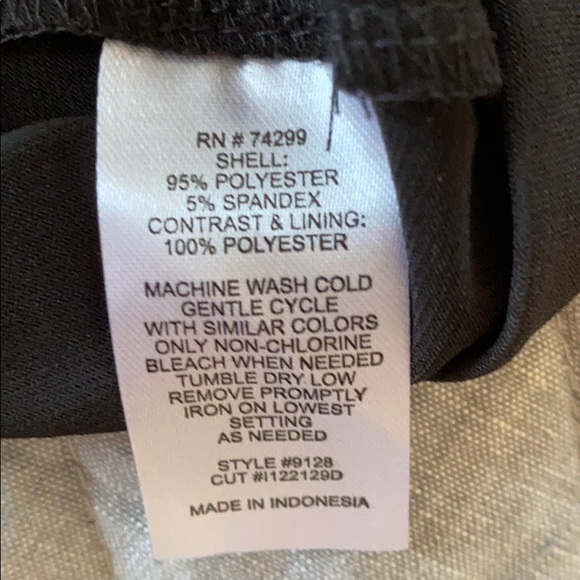 RN # 74299
SHELL:
95% POLYESTER
5% SPANDEX
CONTRAST & LINING:
100% POLYESTER
MACHINE WASH COLD
GENTLE CYCLE
WITH SIMILAR COLORS
ONLY NON-CHLORINE
BLEACH WHEN NEEDED
TUMBLE DRY LOW
REMOVE PROMPTLY
IRON ON LOWEST
SETTING
AS NEEDED
STYLE #9128
CUT #I122129D
MADE IN INDONESIA